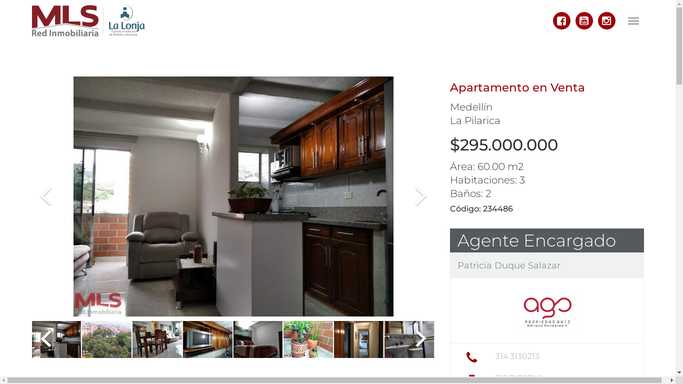 MLS
Red Inmobiliaria
La Lonja
Apartamento en Venta
Medellín
La Pilarica
$295.000.000
Área: 60.00 m2
Habitaciones: 3
Baños: 2
Código: 234486
Agente Encargado
Patricia Duque Salazar
ago
314 3130213
MLS
Red Inmobiliaria